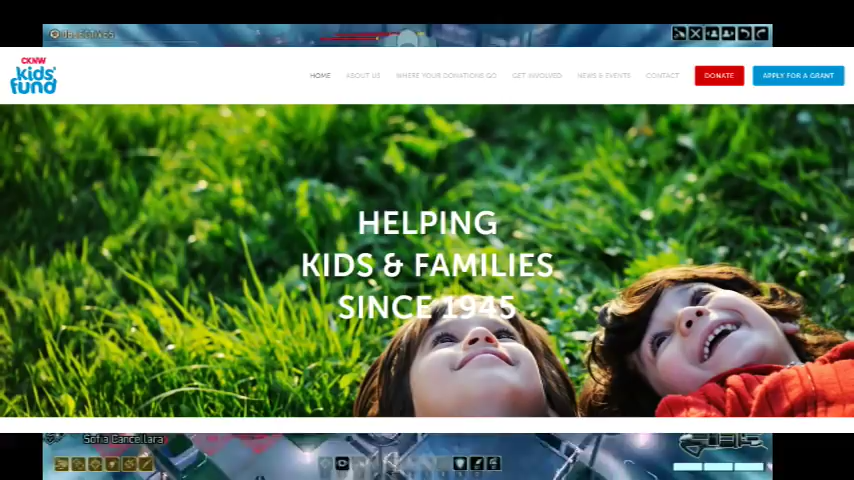 CKNW
kids'
fund
HOME ABOUT US WHERE YOUR DONATIONS GO GET INVOLVED NEWS & EVENTS CONTACT DONATE APPLY FOR A GRANT
HELPING
KIDS & FAMILIES
SINCE 1945
Sofia Cancellara